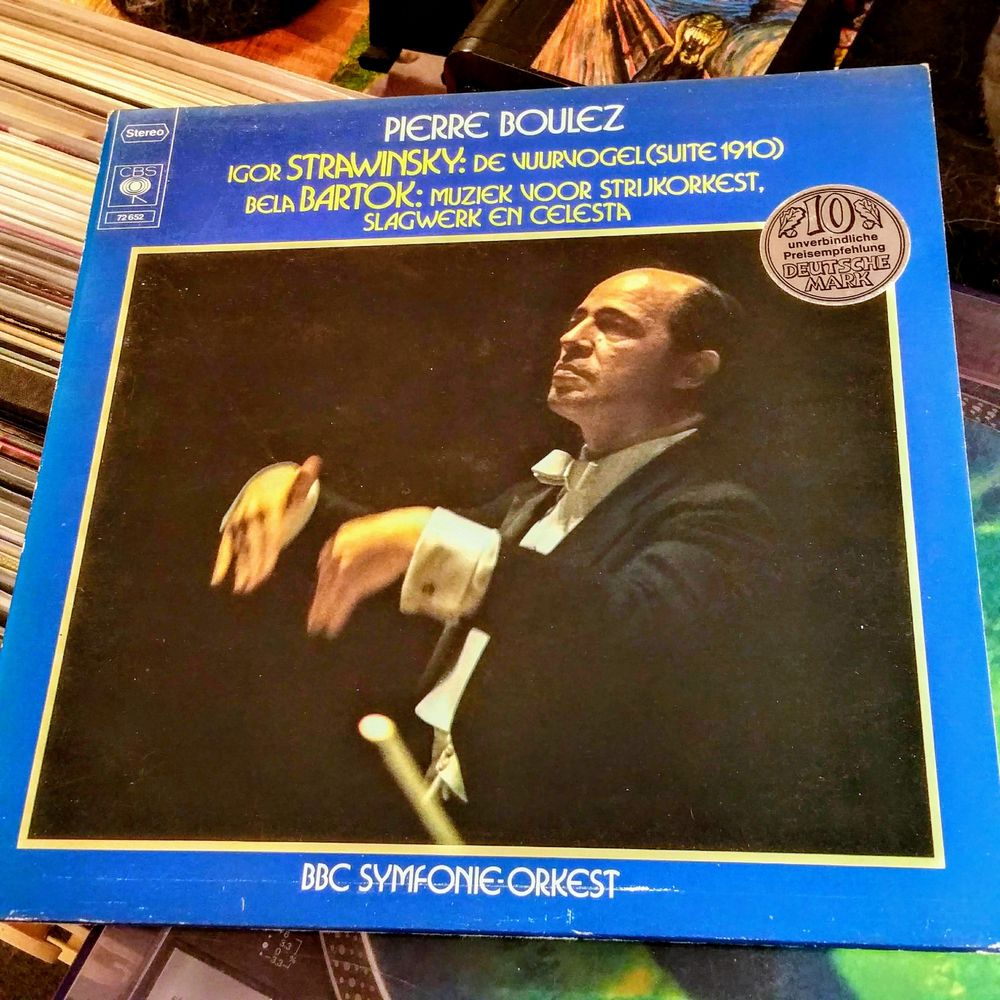 PIERRE BOULEZ
Stereo
IGOR STRAWINSKY: DE VUURVOGEL (SUITE 1910)
CBS
BELA BARTOK: MUZIEK VOOR STRIJKORKEST,
72 652
SLAGWERK EN CELESTA
10
unverbindliche
Preisempfehlung
DEUTSCHE
MARK
BBC SYMFONIE-ORKEST